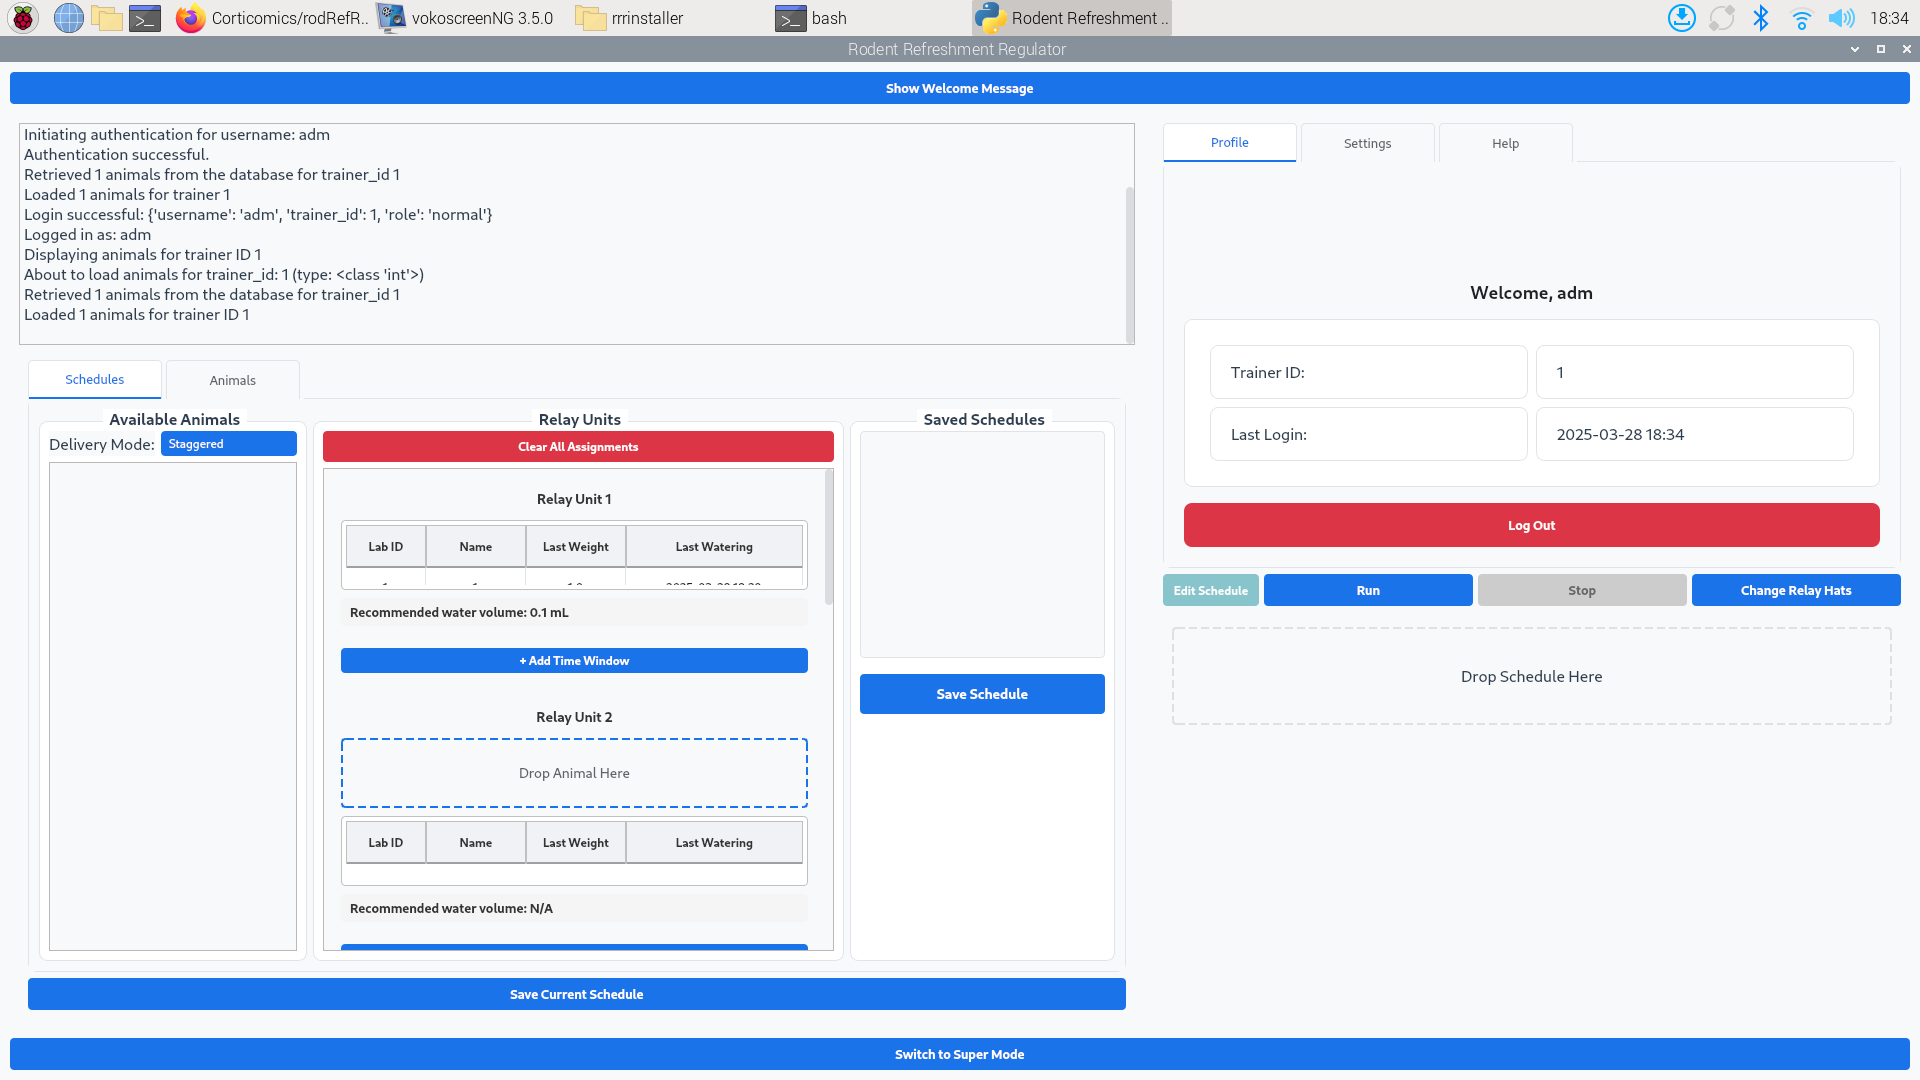 Corticomics/rodRefR..
vokoscreenNG 3.5.0
rrrinstaller
bash
Rodent Refreshment ..
18:34
Rodent Refreshment Regulator
Show Welcome Message
Initiating authentication for username: adm
Authentication successful.
Retrieved 1 animals from the database for trainer_id 1
Loaded 1 animals for trainer 1
Login successful: {'username': 'adm', 'trainer_id': 1, 'role': 'normal'}
Logged in as: adm
Displaying animals for trainer ID 1
About to load animals for trainer_id: 1 (type: <class 'int'>)
Retrieved 1 animals from the database for trainer_id 1
Loaded 1 animals for trainer ID 1
Schedules
Animals
Available Animals
Delivery Mode: Staggered
Relay Units
Clear All Assignments
Relay Unit 1
Lab ID Name Last Weight Last Watering
Recommended water volume: 0.1 mL
+ Add Time Window
Relay Unit 2
Drop Animal Here
Lab ID Name Last Weight Last Watering
Recommended water volume: N/A
Saved Schedules
Save Schedule
Save Current Schedule
Profile
Settings
Help
Welcome, adm
Trainer ID: 1
Last Login: 2025-03-28 18:34
Log Out
Edit Schedule
Run
Stop
Change Relay Hats
Drop Schedule Here
Switch to Super Mode